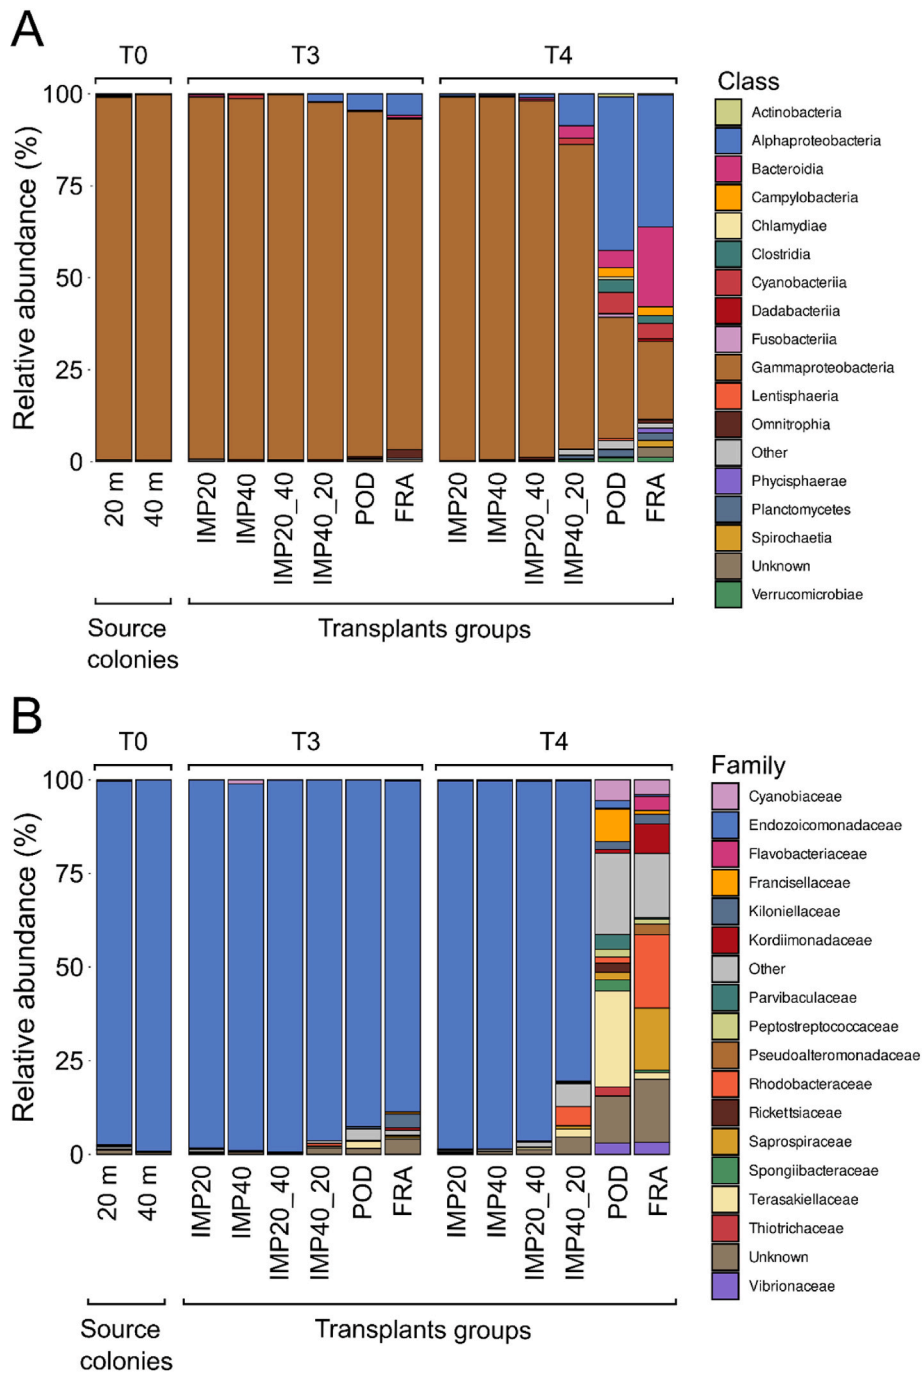 A
T0
T3
T4
Class
Relative abundance (%)
100
75
50
25
0
20 m
40 m
IMP20
IMP40
IMP20_40
IMP40_20
POD
FRA
IMP20
IMP40
IMP20_40
IMP40_20
POD
FRA
Source
colonies
Transplants groups
Actinobacteria
Alphaproteobacteria
Bacteroidia
Campylobacteria
Chlamydiae
Clostridia
Cyanobacteriia
Dadabacteriia
Fusobacteriia
Gammaproteobacteria
Lentisphaeria
Omnitrophia
Other
Phycisphaerae
Planctomycetes
Spirochaetia
Unknown
Verrucomicrobiae
B
T0
T3
T4
Family
Relative abundance (%)
100
75
50
25
0
20 m
40 m
IMP20
IMP40
IMP20_40
IMP40_20
POD
FRA
IMP20
IMP40
IMP20_40
IMP40_20
POD
FRA
Source
colonies
Transplants groups
Cyanobiaceae
Endozoicomonadaceae
Flavobacteriaceae
Francisellaceae
Kiloniellaceae
Kordiimonadaceae
Other
Parvibaculaceae
Peptostreptococcaceae
Pseudoalteromonadaceae
Rhodobacteraceae
Rickettsiaceae
Saprospiraceae
Spongiibacteraceae
Terasakiellaceae
Thiotrichaceae
Unknown
Vibrionaceae